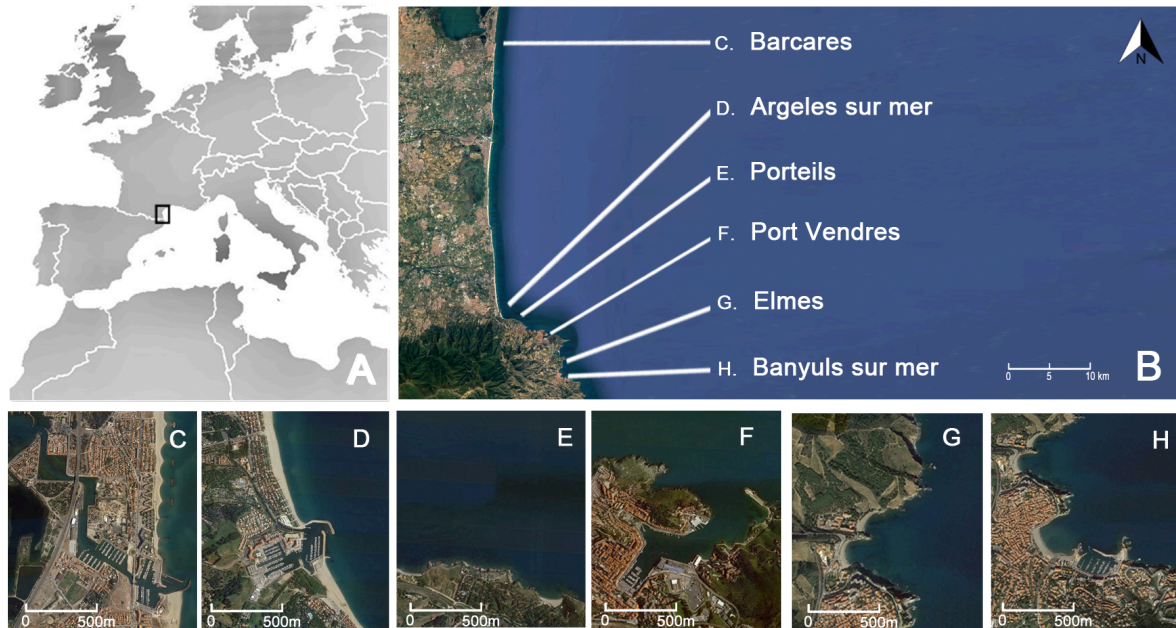 A
B
N
C. Barcares
D. Argeles sur mer
E. Porteils
F. Port Vendres
G. Elmes
H. Banyuls sur mer
0 5 10 km
C
0 500m
D
0 500m
E
0 500m
F
0 500m
G
0 500m
H
0 500m